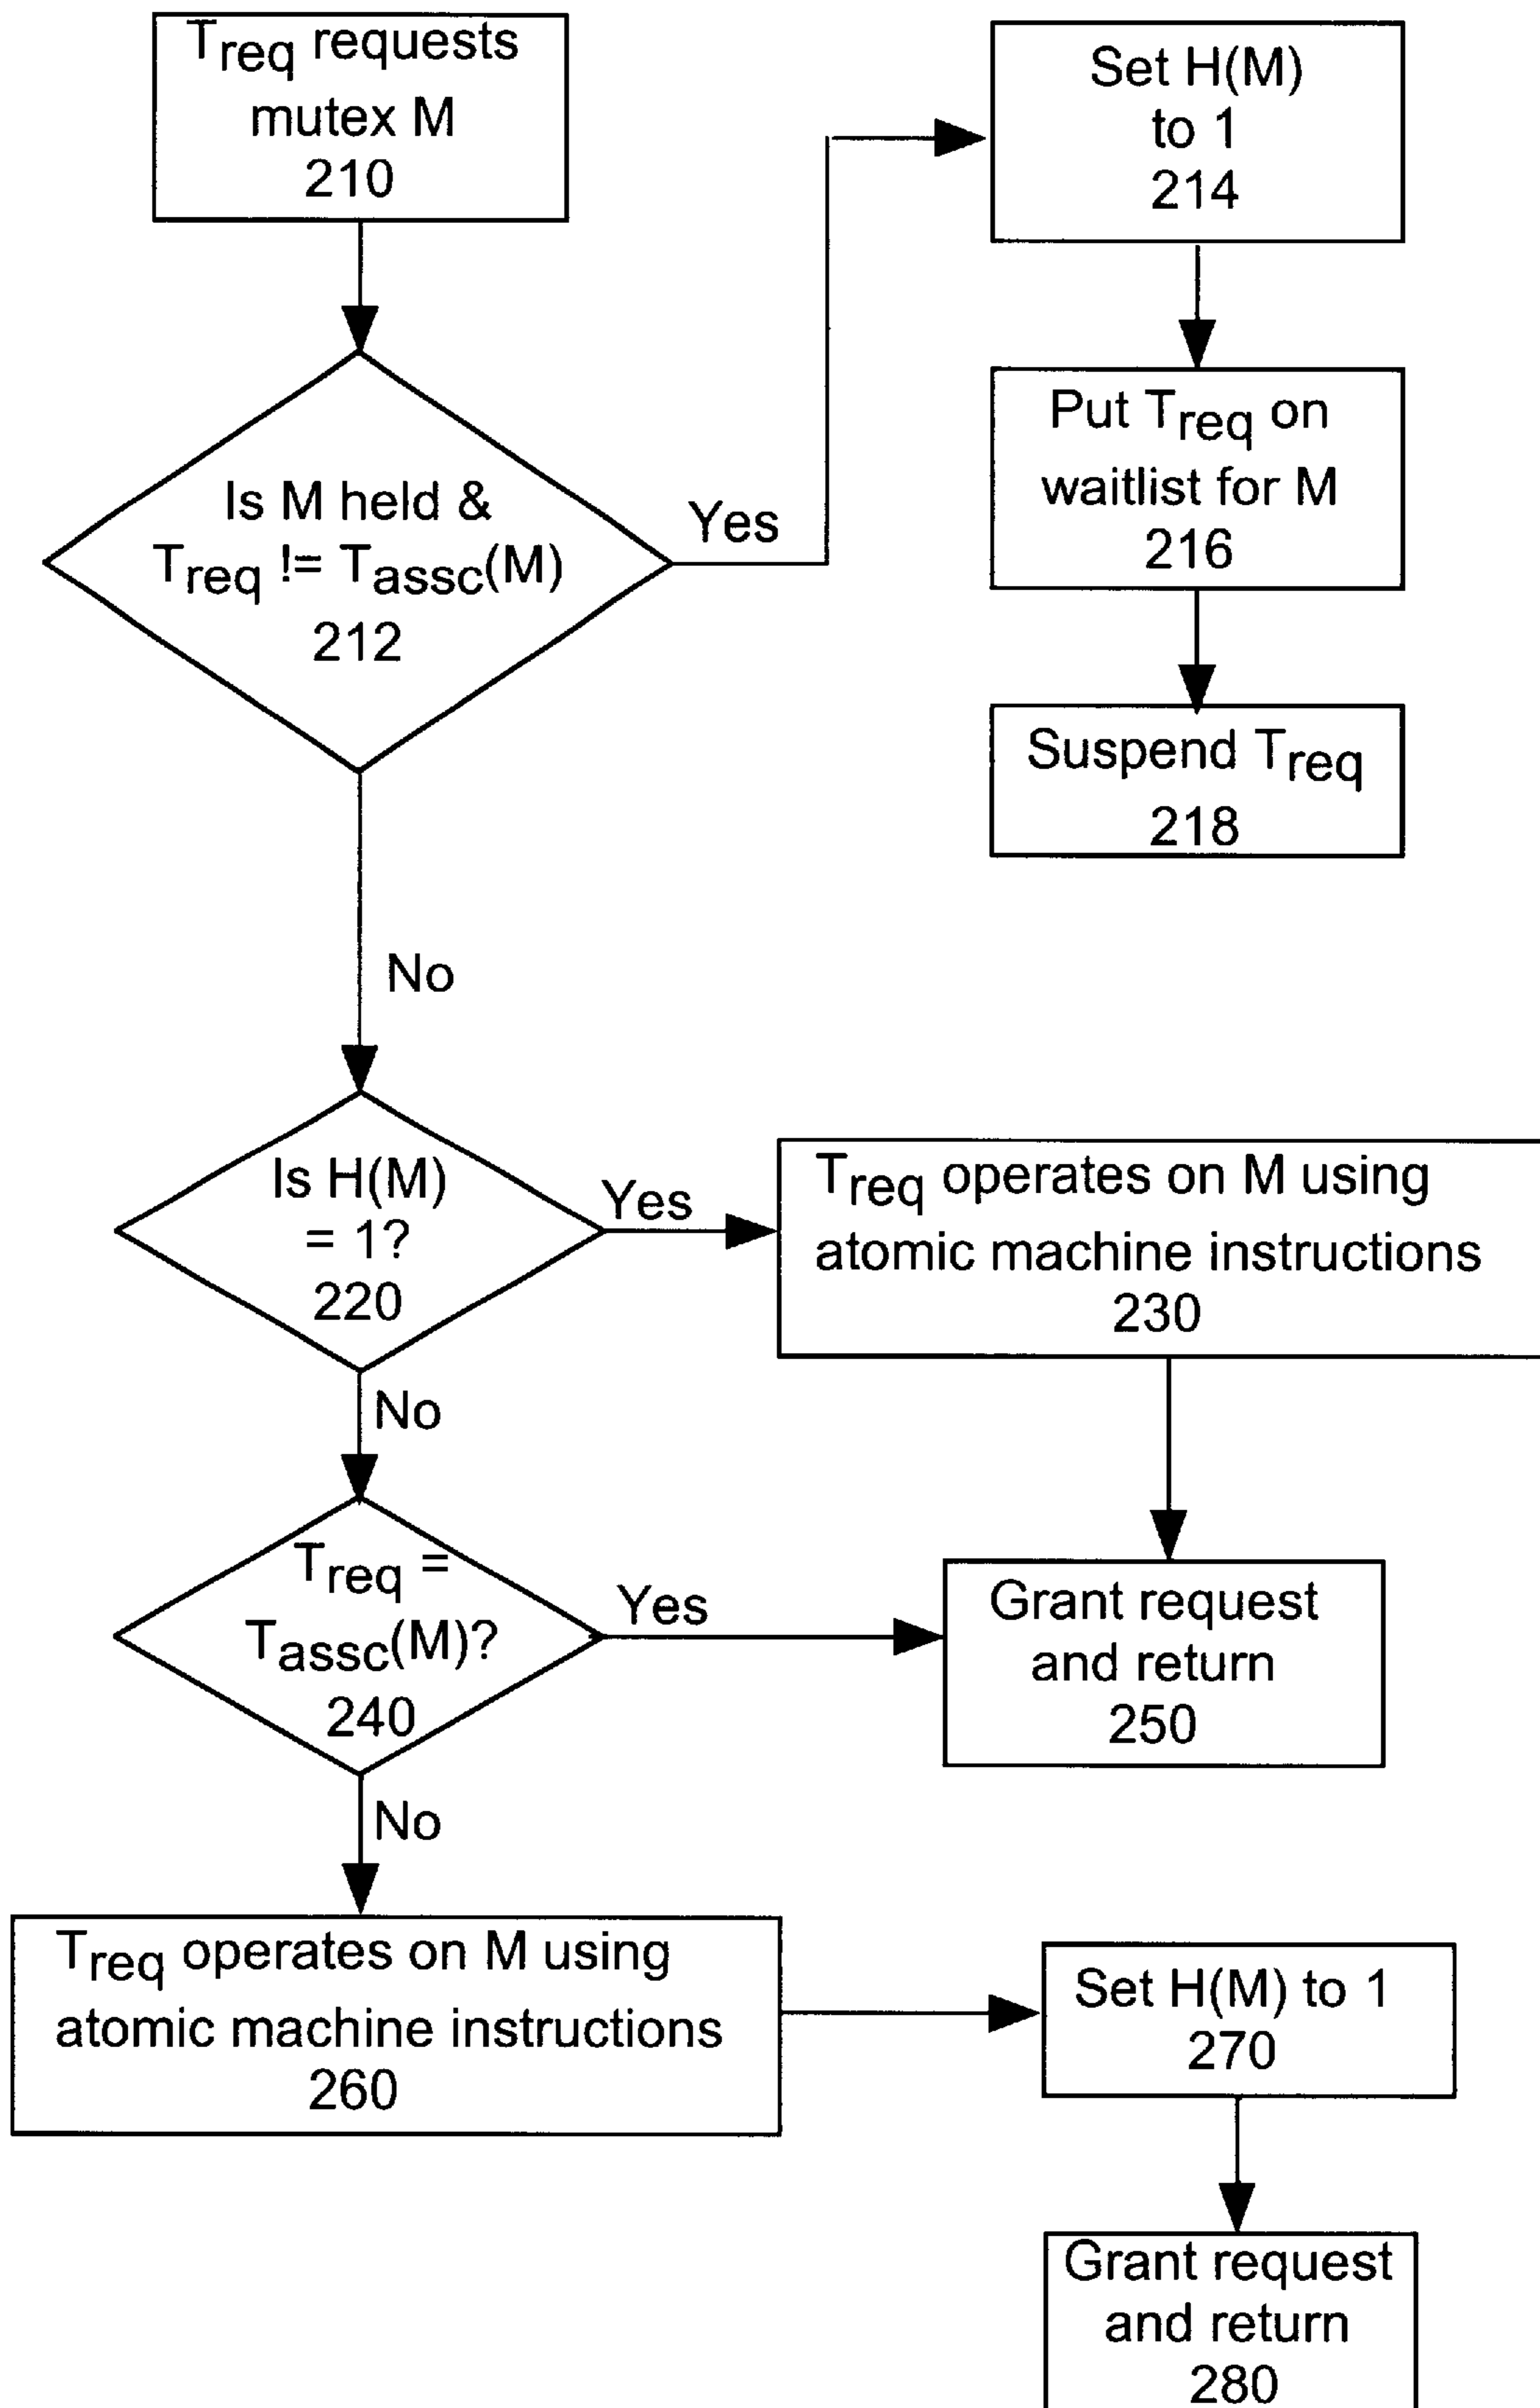 Treq requests
mutex M
210
Set H(M)
to 1
214
Is M held &
Treq != Tassc(M)
212
Yes
Put Treq on
waitlist for M
216
Suspend Treq
218
No
Is H(M)
= 1?
220
Yes
Treq operates on M using
atomic machine instructions
230
No
Treq =
Tassc(M)?
240
Yes
Grant request
and return
250
No
Treq operates on M using
atomic machine instructions
260
Set H(M) to 1
270
Grant request
and return
280